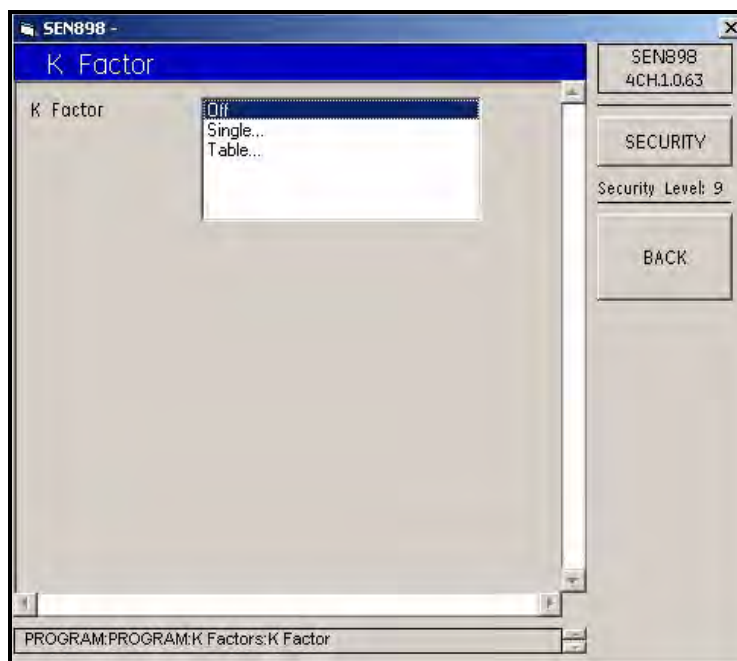 SEN898 -
K Factor
SEN898
4CH.1.0.63
K Factor
Off
Single...
Table...
SECURITY
Security Level: 9
BACK
PROGRAM:PROGRAM:K Factors:K Factor